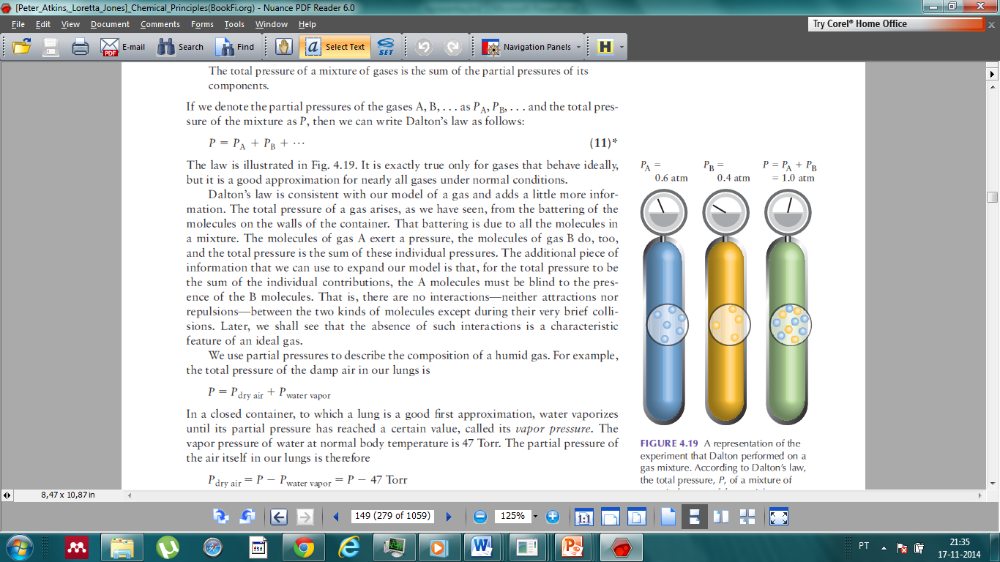 [Peter_Atkins,_Loretta_Jones]_Chemical_Principles(BookFi.org) - Nuance PDF Reader 6.0
File Edit View Document Comments Forms Tools Window Help
Try Corel® Home Office
PDF E-mail Search Find a Select Text SET Navigation Panels H
The total pressure of a mixture of gases is the sum of the partial pressures of its
components.
If we denote the partial pressures of the gases A, B, . . . as PA, PB, . . . and the total pres-
sure of the mixture as P, then we can write Dalton's law as follows:
P = PA + PB + ···
(11)*
The law is illustrated in Fig. 4.19. It is exactly true only for gases that behave ideally,
but it is a good approximation for nearly all gases under normal conditions.
Dalton's law is consistent with our model of a gas and adds a little more infor-
mation. The total pressure of a gas arises, as we have seen, from the battering of the
molecules on the walls of the container. That battering is due to all the molecules in
a mixture. The molecules of gas A exert a pressure, the molecules of gas B do, too,
and the total pressure is the sum of these individual pressures. The additional piece of
information that we can use to expand our model is that, for the total pressure to be
the sum of the individual contributions, the A molecules must be blind to the pres-
ence of the B molecules. That is, there are no interactions—neither attractions nor
repulsions—between the two kinds of molecules except during their very brief colli-
sions. Later, we shall see that the absence of such interactions is a characteristic
feature of an ideal gas.
We use partial pressures to describe the composition of a humid gas. For example,
the total pressure of the damp air in our lungs is
P = Pdry air + Pwater vapor
In a closed container, to which a lung is a good first approximation, water vaporizes
until its partial pressure has reached a certain value, called its vapor pressure. The
vapor pressure of water at normal body temperature is 47 Torr. The partial pressure of
the air itself in our lungs is therefore
Pdry air = P − Pwater vapor = P − 47 Torr
PA =
0.6 atm
PB =
0.4 atm
P = PA + PB
= 1.0 atm
FIGURE 4.19 A representation of the
experiment that Dalton performed on a
gas mixture. According to Dalton's law,
the total pressure, P, of a mixture of
8,47 x 10,87 in
149 (279 of 1059) 125% 1:1
PT
21:35
17-11-2014